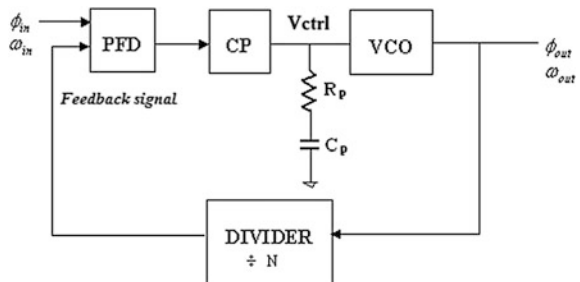 ϕin
ωin
PFD
CP
Vctrl
VCO
ϕout
ωout
Feedback signal
Rp
Cp
DIVIDER
÷ N